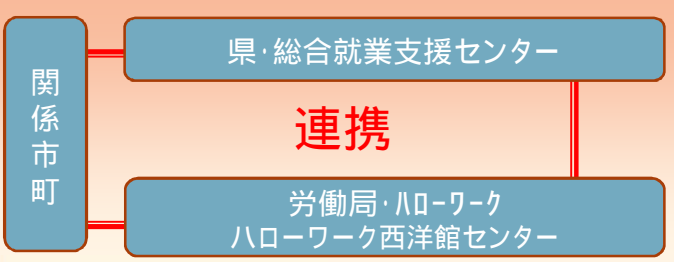 関係市町
県･総合就業支援センター
連携
労働局･ﾊﾛｰﾜｰｸ
ハローワーク西洋館センター